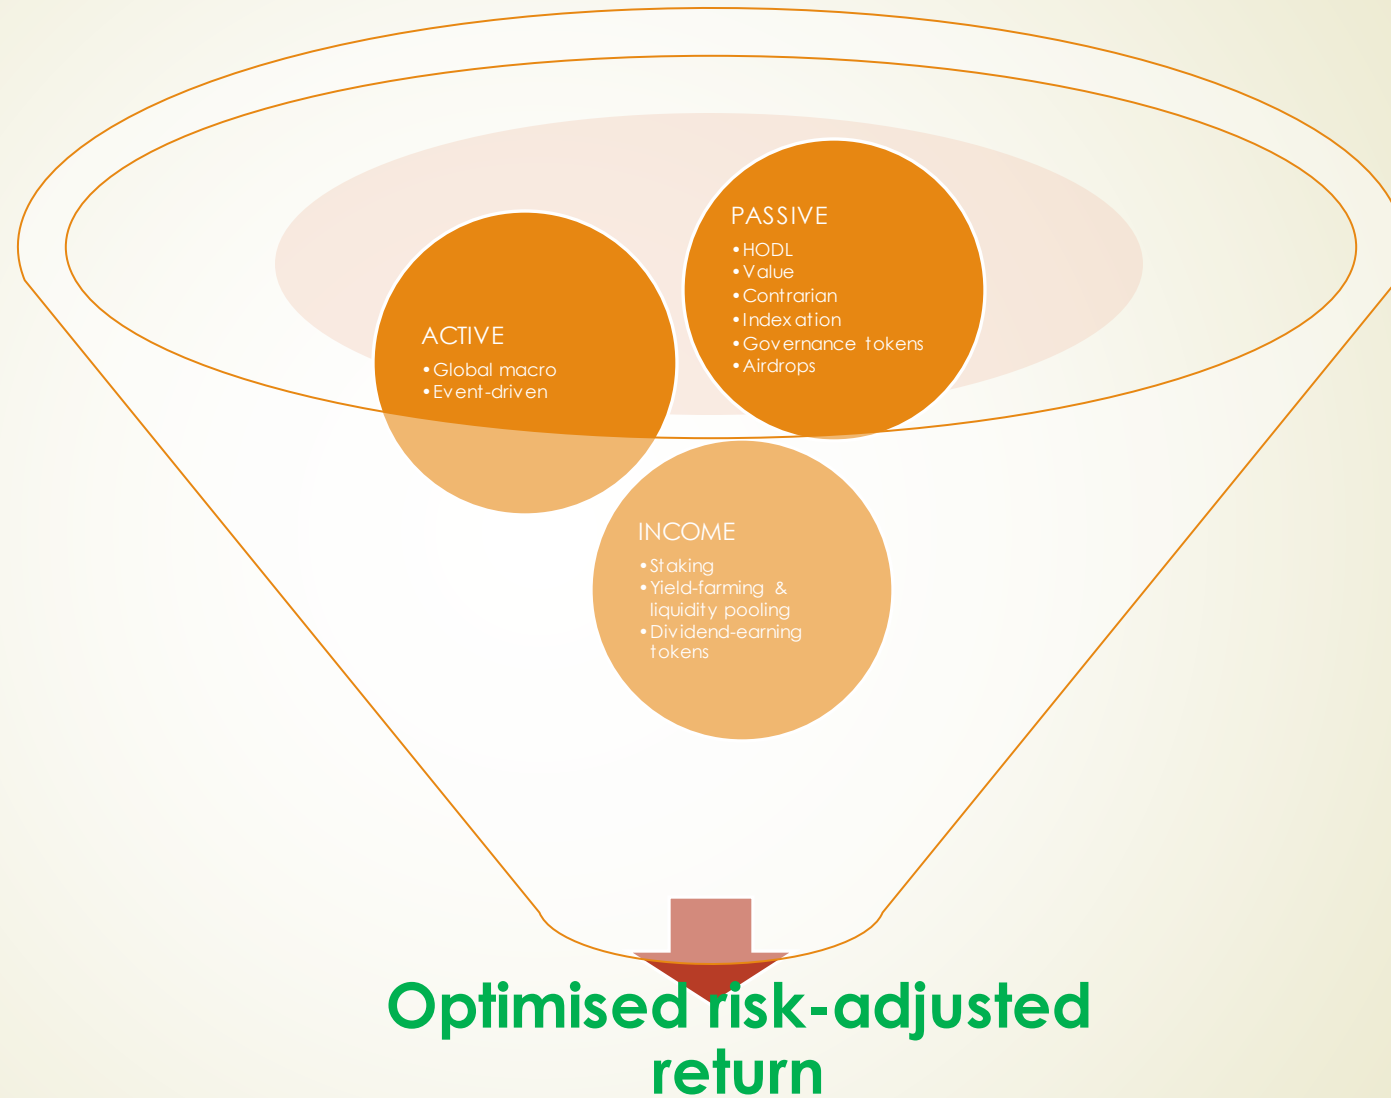 PASSIVE
•HODL
•Value
•Contrarian
•Indexation
•Governance tokens
•Airdrops
ACTIVE
•Global macro
•Event-driven
INCOME
•Staking
•Yield-farming &
liquidity pooling
•Dividend-earning
tokens
Optimised risk-adjusted
return